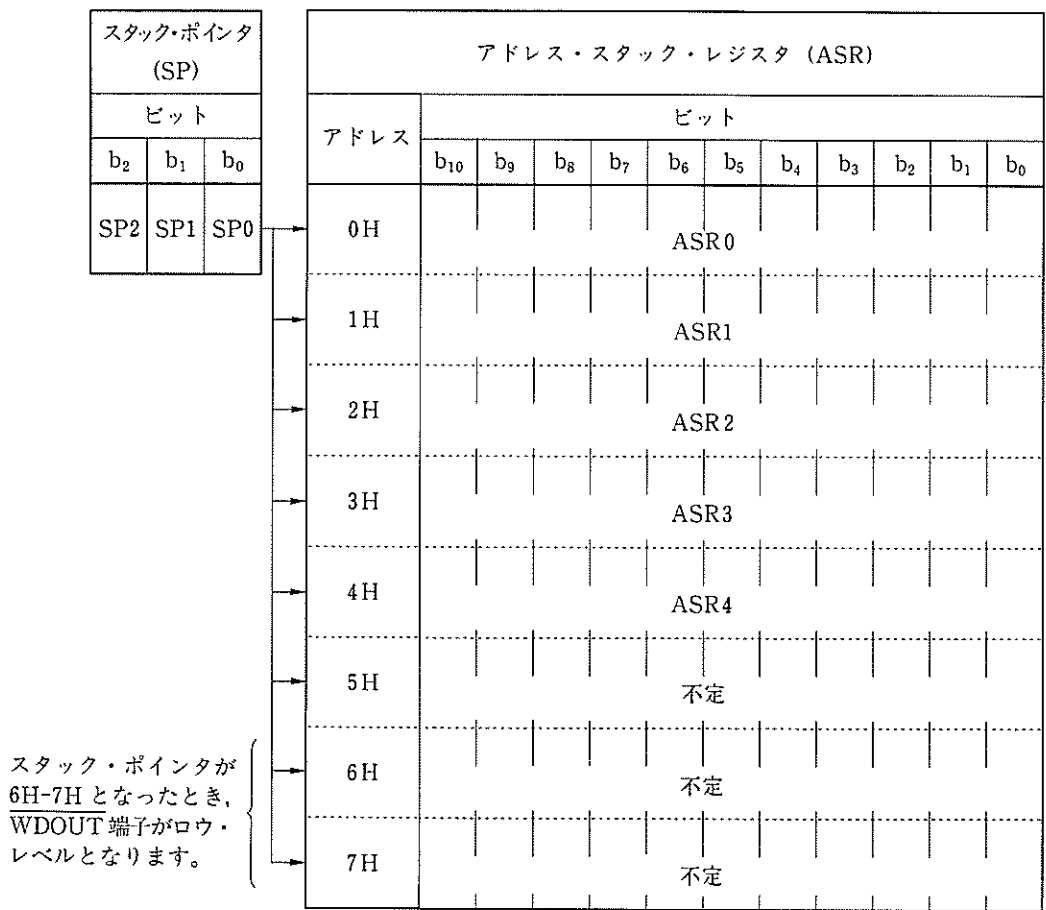 スタック・ポインタ
(SP)
ビット
b₂ b₁ b₀
SP2 SP1 SP0
アドレス・スタック・レジスタ (ASR)
アドレス
ビット
b₁₀ b₉ b₈ b₇ b₆ b₅ b₄ b₃ b₂ b₁ b₀
0H ASR0
1H ASR1
2H ASR2
3H ASR3
4H ASR4
5H 不定
6H 不定
7H 不定
スタック・ポインタが
6H-7H となったとき,
WDOUT 端子がロウ・
レベルとなります。